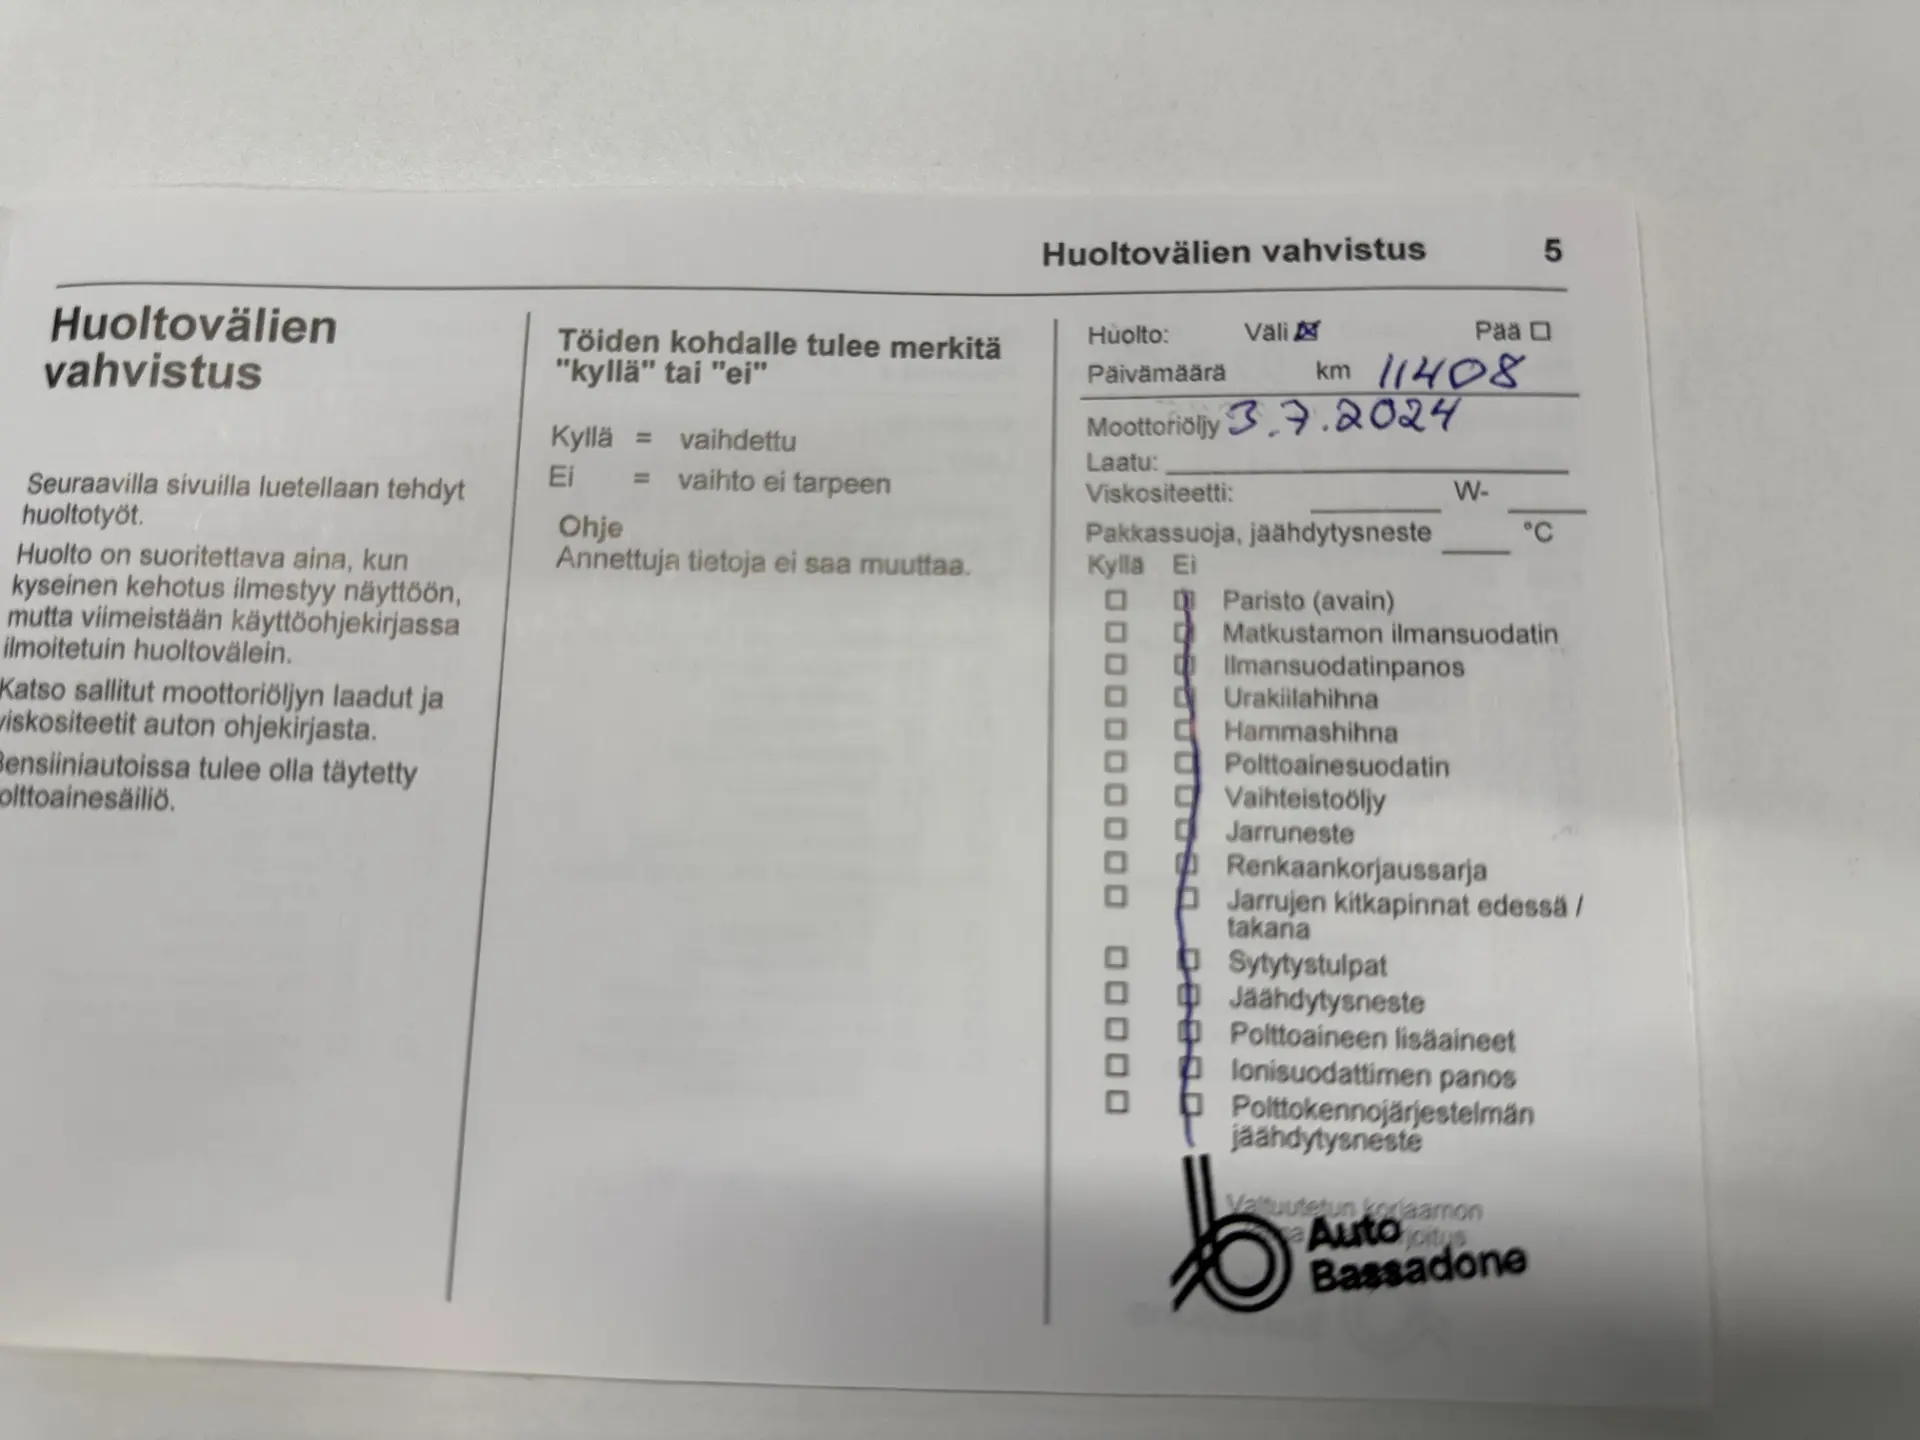 Huoltovälien vahvistus 5
Huoltovälien
vahvistus
Seuraavilla sivuilla luetellaan tehdyt
huoltotyöt.
Huolto on suoritettava aina, kun
kyseinen kehotus ilmestyy näyttöön,
mutta viimeistään käyttöohjekirjassa
ilmoitetuin huoltovälein.
Katso sallitut moottoriöljyn laadut ja
viskositeetit auton ohjekirjasta.
Bensiiniautoissa tulee olla täytetty
olttoainesäiliö.
Töiden kohdalle tulee merkitä
"kyllä" tai "ei"
Kyllä = vaihdettu
Ei = vaihto ei tarpeen
Ohje
Annettuja tietoja ei saa muuttaa.
Huolto: Väli ☒ Pää ☐
Päivämäärä km 11408
Moottoriöljy 3.7.2024
Laatu:
Viskositeetti: W-
Pakkassuoja, jäähdytysneste °C
Kyllä Ei
Paristo (avain)
Matkustamon ilmansuodatin
Ilmansuodatinpanos
Urakiilahihna
Hammashihna
Polttoainesuodatin
Vaihteistoöljy
Jarruneste
Renkaankorjaussarja
Jarrujen kitkapinnat edessä /
takana
Sytytystulpat
Jäähdytysneste
Polttoaineen lisäaineet
Ionisuodattimen panos
Polttokennojärjestelmän
jäähdytysneste
Valtuutetun korjaamon
Auto
Bassadone